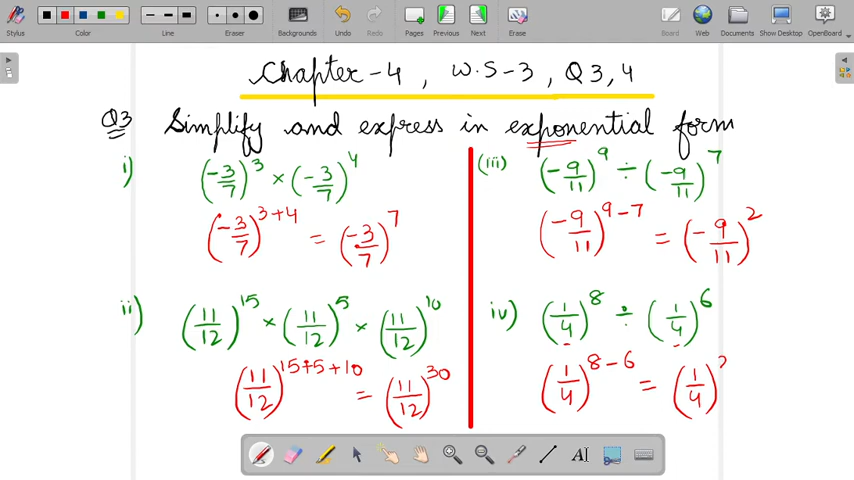 Stylus
Color
Line
Eraser
Backgrounds
Undo
Redo
Pages
Previous
Next
Erase
Board
Web
Documents
Show Desktop
OpenBoard
Chapter-4, W.S-3, Q3,4
Q3 Simplify and express in exponential form
i) (-3/7)^3 × (-3/7)^4
(-3/7)^{3+4} = (-3/7)^7
ii) (11/12)^15 × (11/12)^5 × (11/12)^10
(11/12)^{15+5+10} = (11/12)^30
(iii) (-9/11)^9 ÷ (-9/11)^7
(-9/11)^{9-7} = (-9/11)^2
iv) (1/4)^8 ÷ (1/4)^6
(1/4)^{8-6} = (1/4)
AI